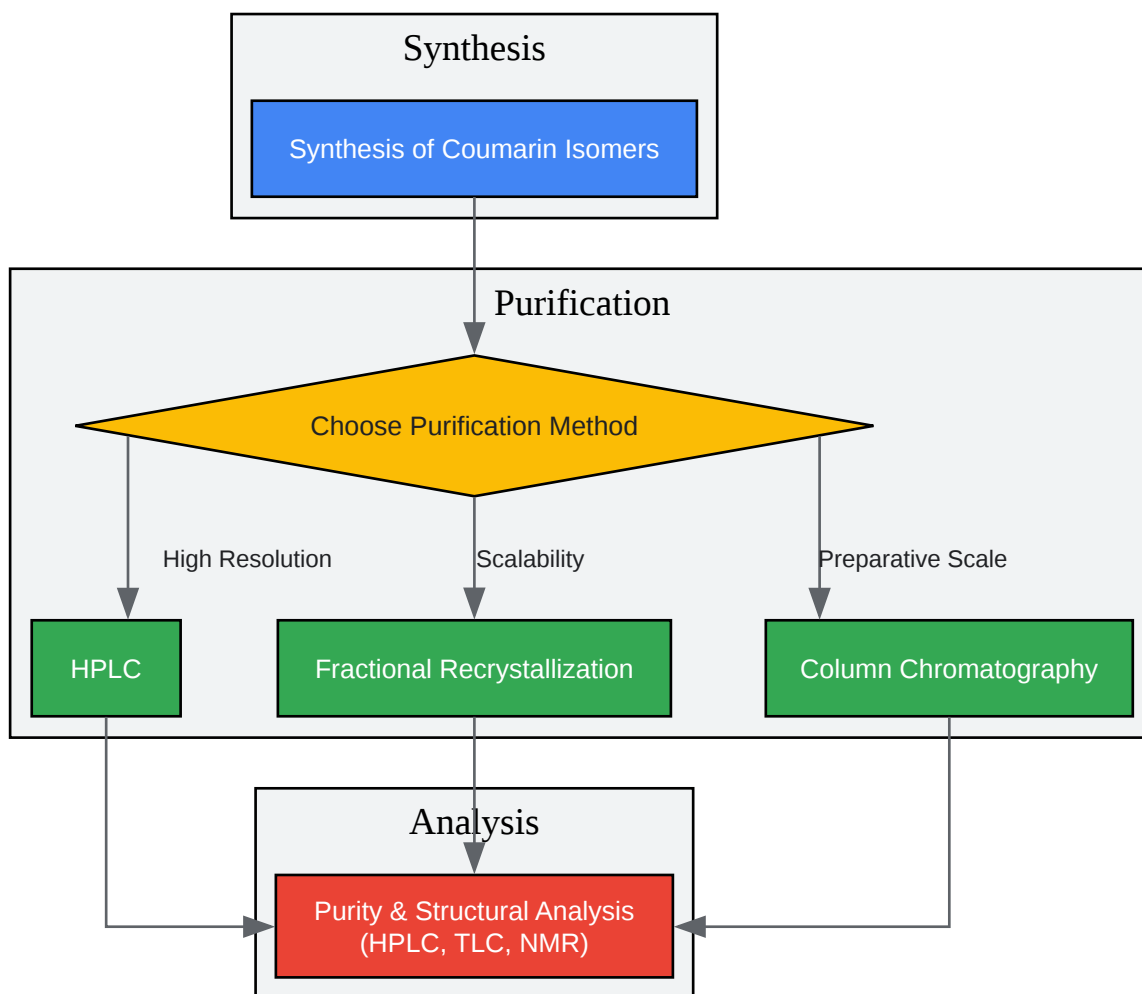 Synthesis
Synthesis of Coumarin Isomers
Purification
Choose Purification Method
High Resolution
Scalability
Preparative Scale
HPLC
Fractional Recrystallization
Column Chromatography
Analysis
Purity & Structural Analysis
(HPLC, TLC, NMR)